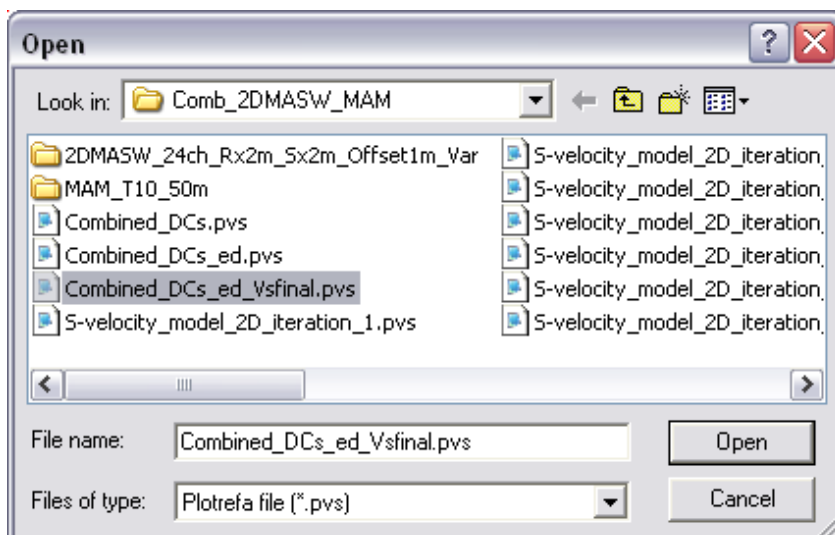 Open
Look in: Comb_2DMASW_MAM
2DMASW_24ch_Rx2m_Sx2m_Offset1m_Var
MAM_T10_50m
Combined_DCs.pvs
Combined_DCs_ed.pvs
Combined_DCs_ed_Vsfinal.pvs
S-velocity_model_2D_iteration_1.pvs
S-velocity_model_2D_iteration_
S-velocity_model_2D_iteration_
S-velocity_model_2D_iteration_
S-velocity_model_2D_iteration_
S-velocity_model_2D_iteration_
S-velocity_model_2D_iteration_
File name: Combined_DCs_ed_Vsfinal.pvs
Open
Files of type: Plotrefa file (*.pvs)
Cancel